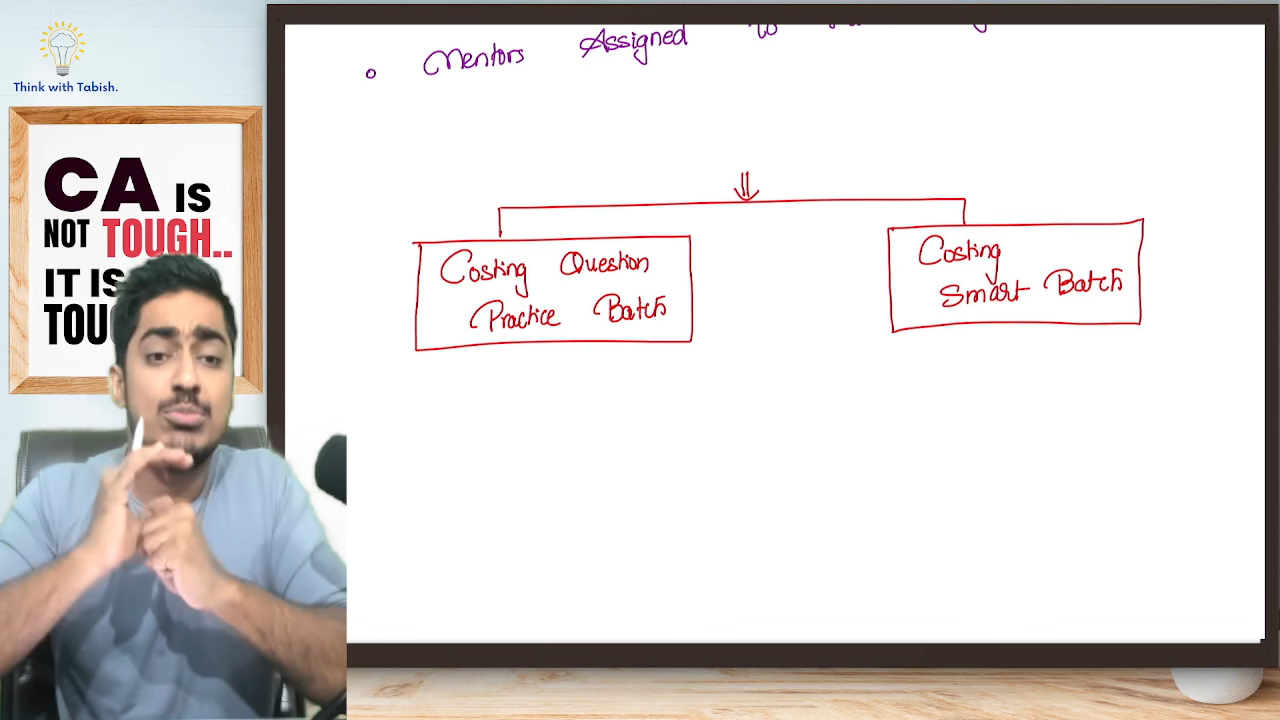 Think with Tabish.
CA IS
NOT TOUGH..
IT IS
TOU
Mentors Assigned
Costing Question
Practice Batch
Costing
Smart Batch